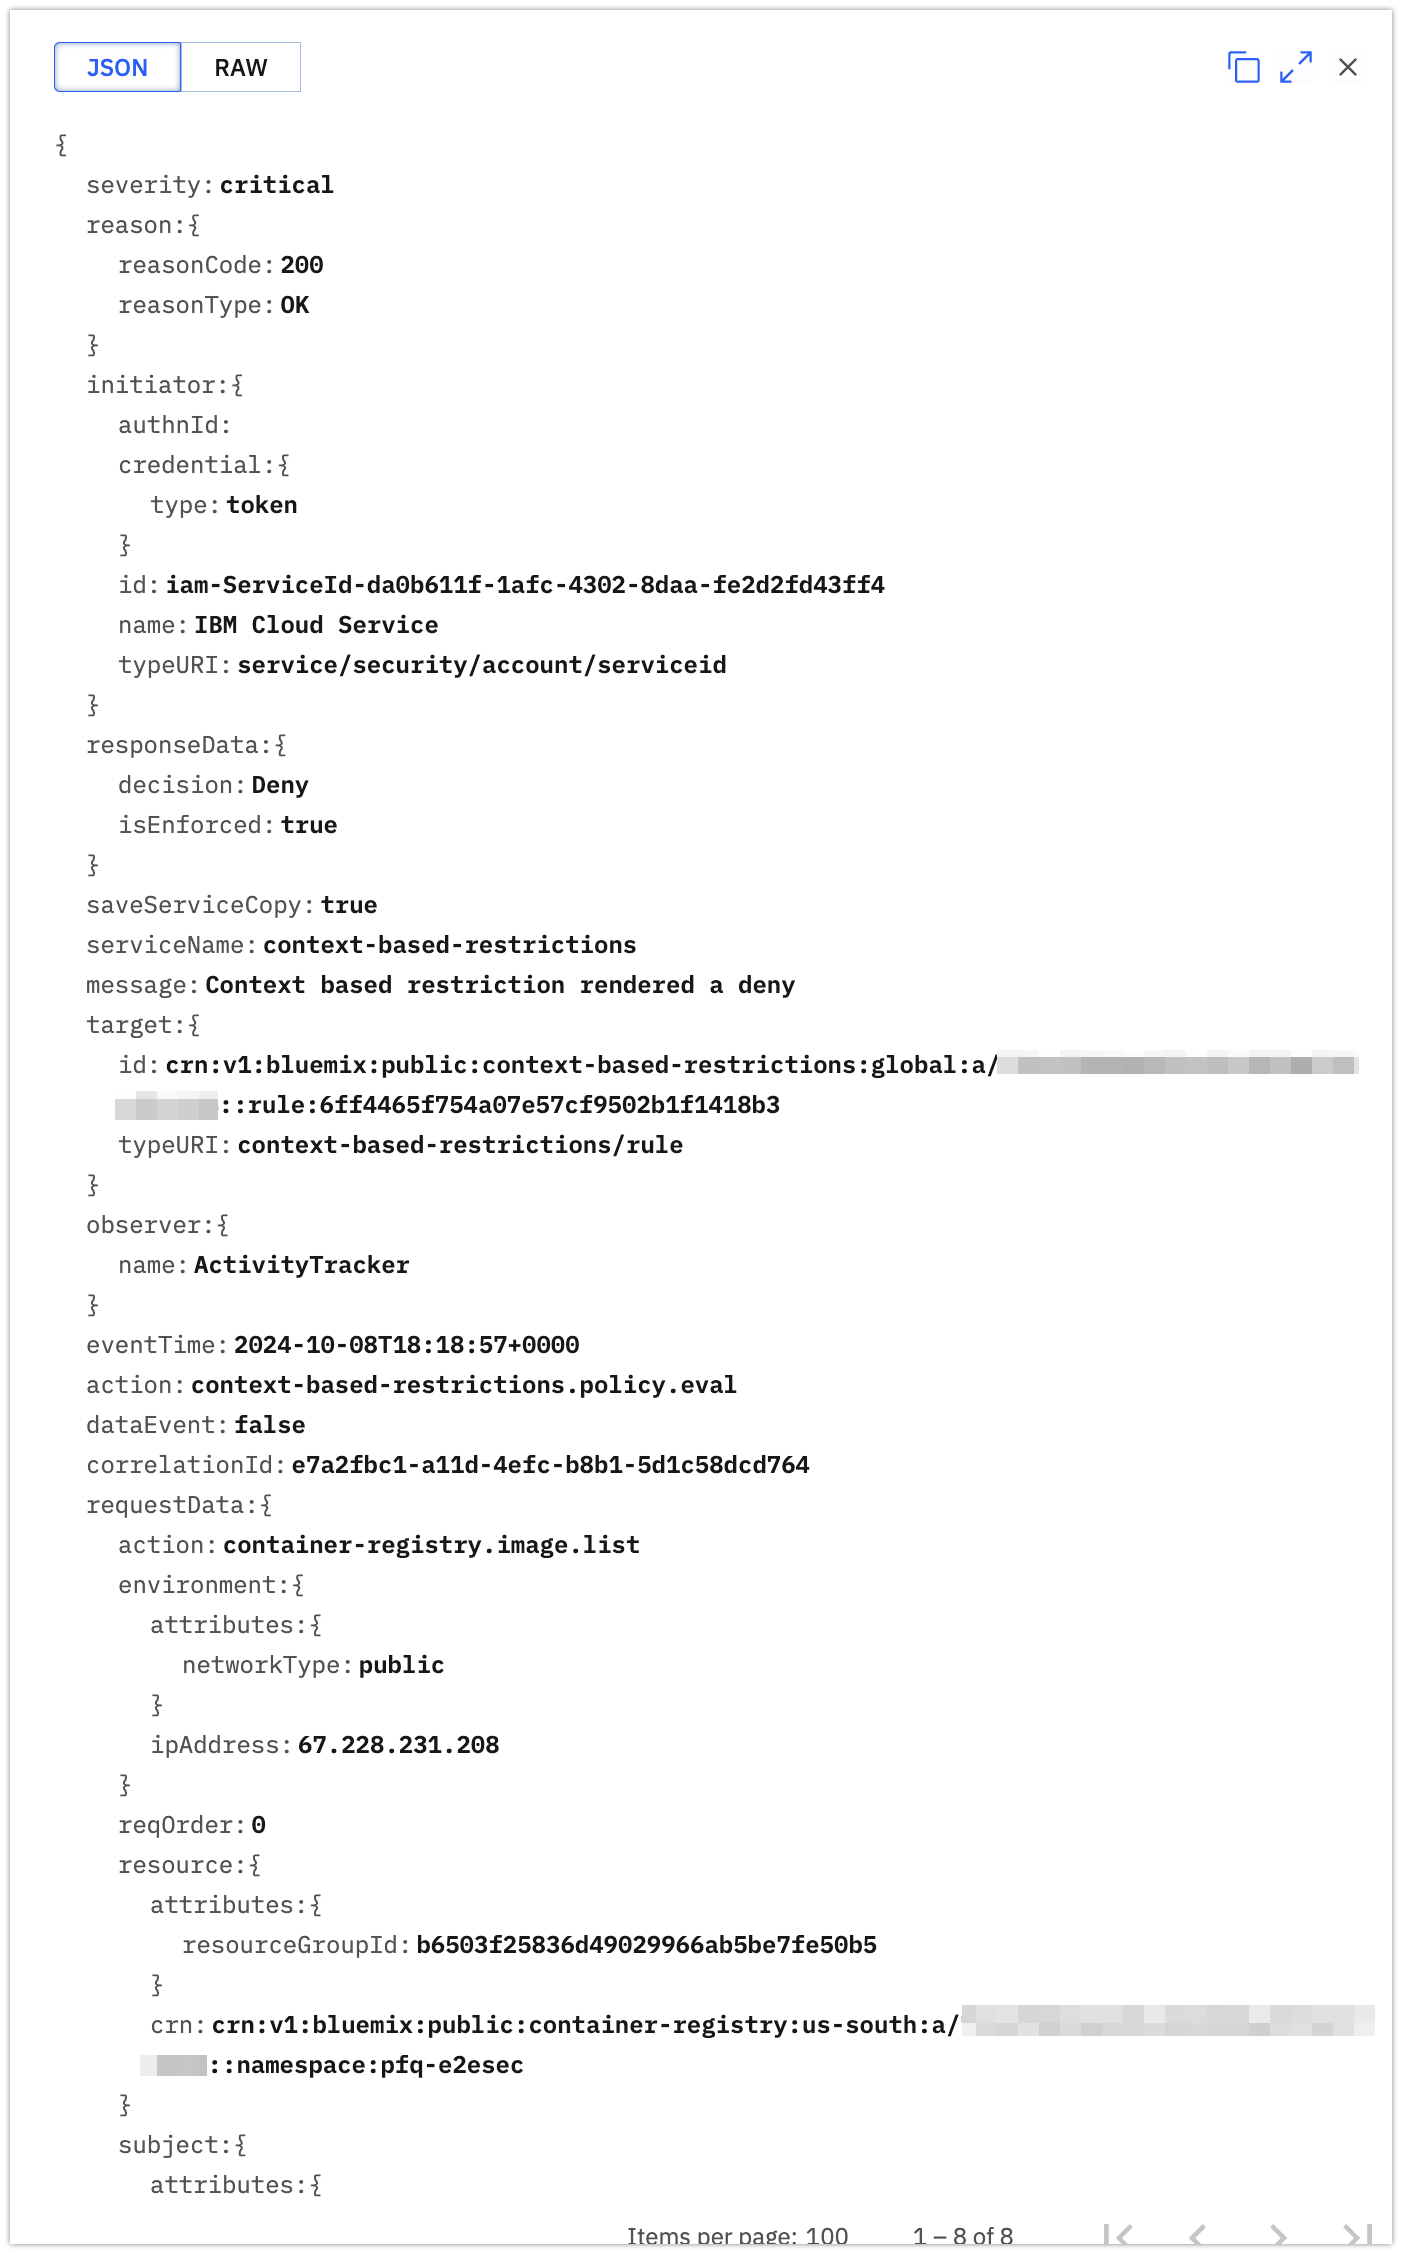 JSON RAW
{
severity: critical
reason:{
reasonCode: 200
reasonType: OK
}
initiator:{
authnId:
credential:{
type: token
}
id: iam-ServiceId-da0b611f-1afc-4302-8daa-fe2d2fd43ff4
name: IBM Cloud Service
typeURI: service/security/account/serviceid
}
responseData:{
decision: Deny
isEnforced: true
}
saveServiceCopy: true
serviceName: context-based-restrictions
message: Context based restriction rendered a deny
target:{
id: crn:v1:bluemix:public:context-based-restrictions:global:a/
::rule:6ff4465f754a07e57cf9502b1f1418b3
typeURI: context-based-restrictions/rule
}
observer:{
name: ActivityTracker
}
eventTime: 2024-10-08T18:18:57+0000
action: context-based-restrictions.policy.eval
dataEvent: false
correlationId: e7a2fbc1-a11d-4efc-b8b1-5d1c58dcd764
requestData:{
action: container-registry.image.list
environment:{
attributes:{
networkType: public
}
ipAddress: 67.228.231.208
}
reqOrder: 0
resource:{
attributes:{
resourceGroupId: b6503f25836d49029966ab5be7fe50b5
}
crn: crn:v1:bluemix:public:container-registry:us-south:a/
::namespace:pfq-e2esec
}
subject:{
attributes:{
Items per page: 100 1 – 8 of 8